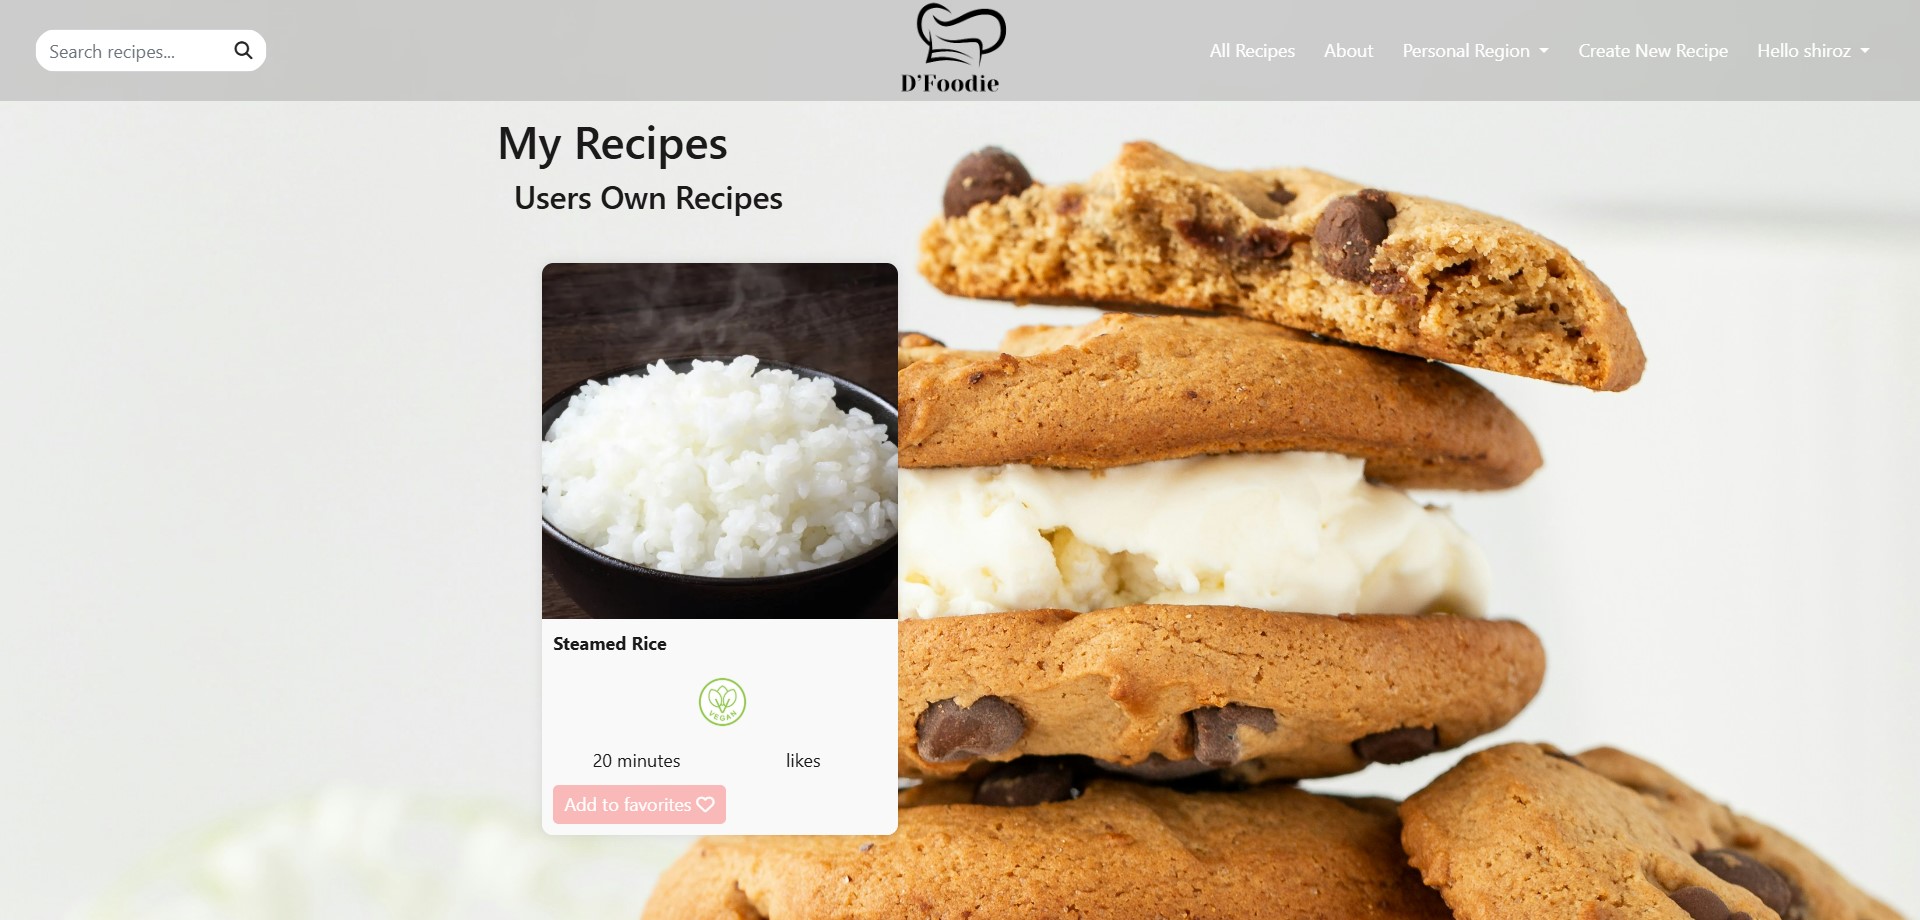 Search recipes...
D'Foodie
All Recipes About Personal Region Create New Recipe Hello shiroz
My Recipes
Users Own Recipes
Steamed Rice
VEGAN
20 minutes likes
Add to favorites